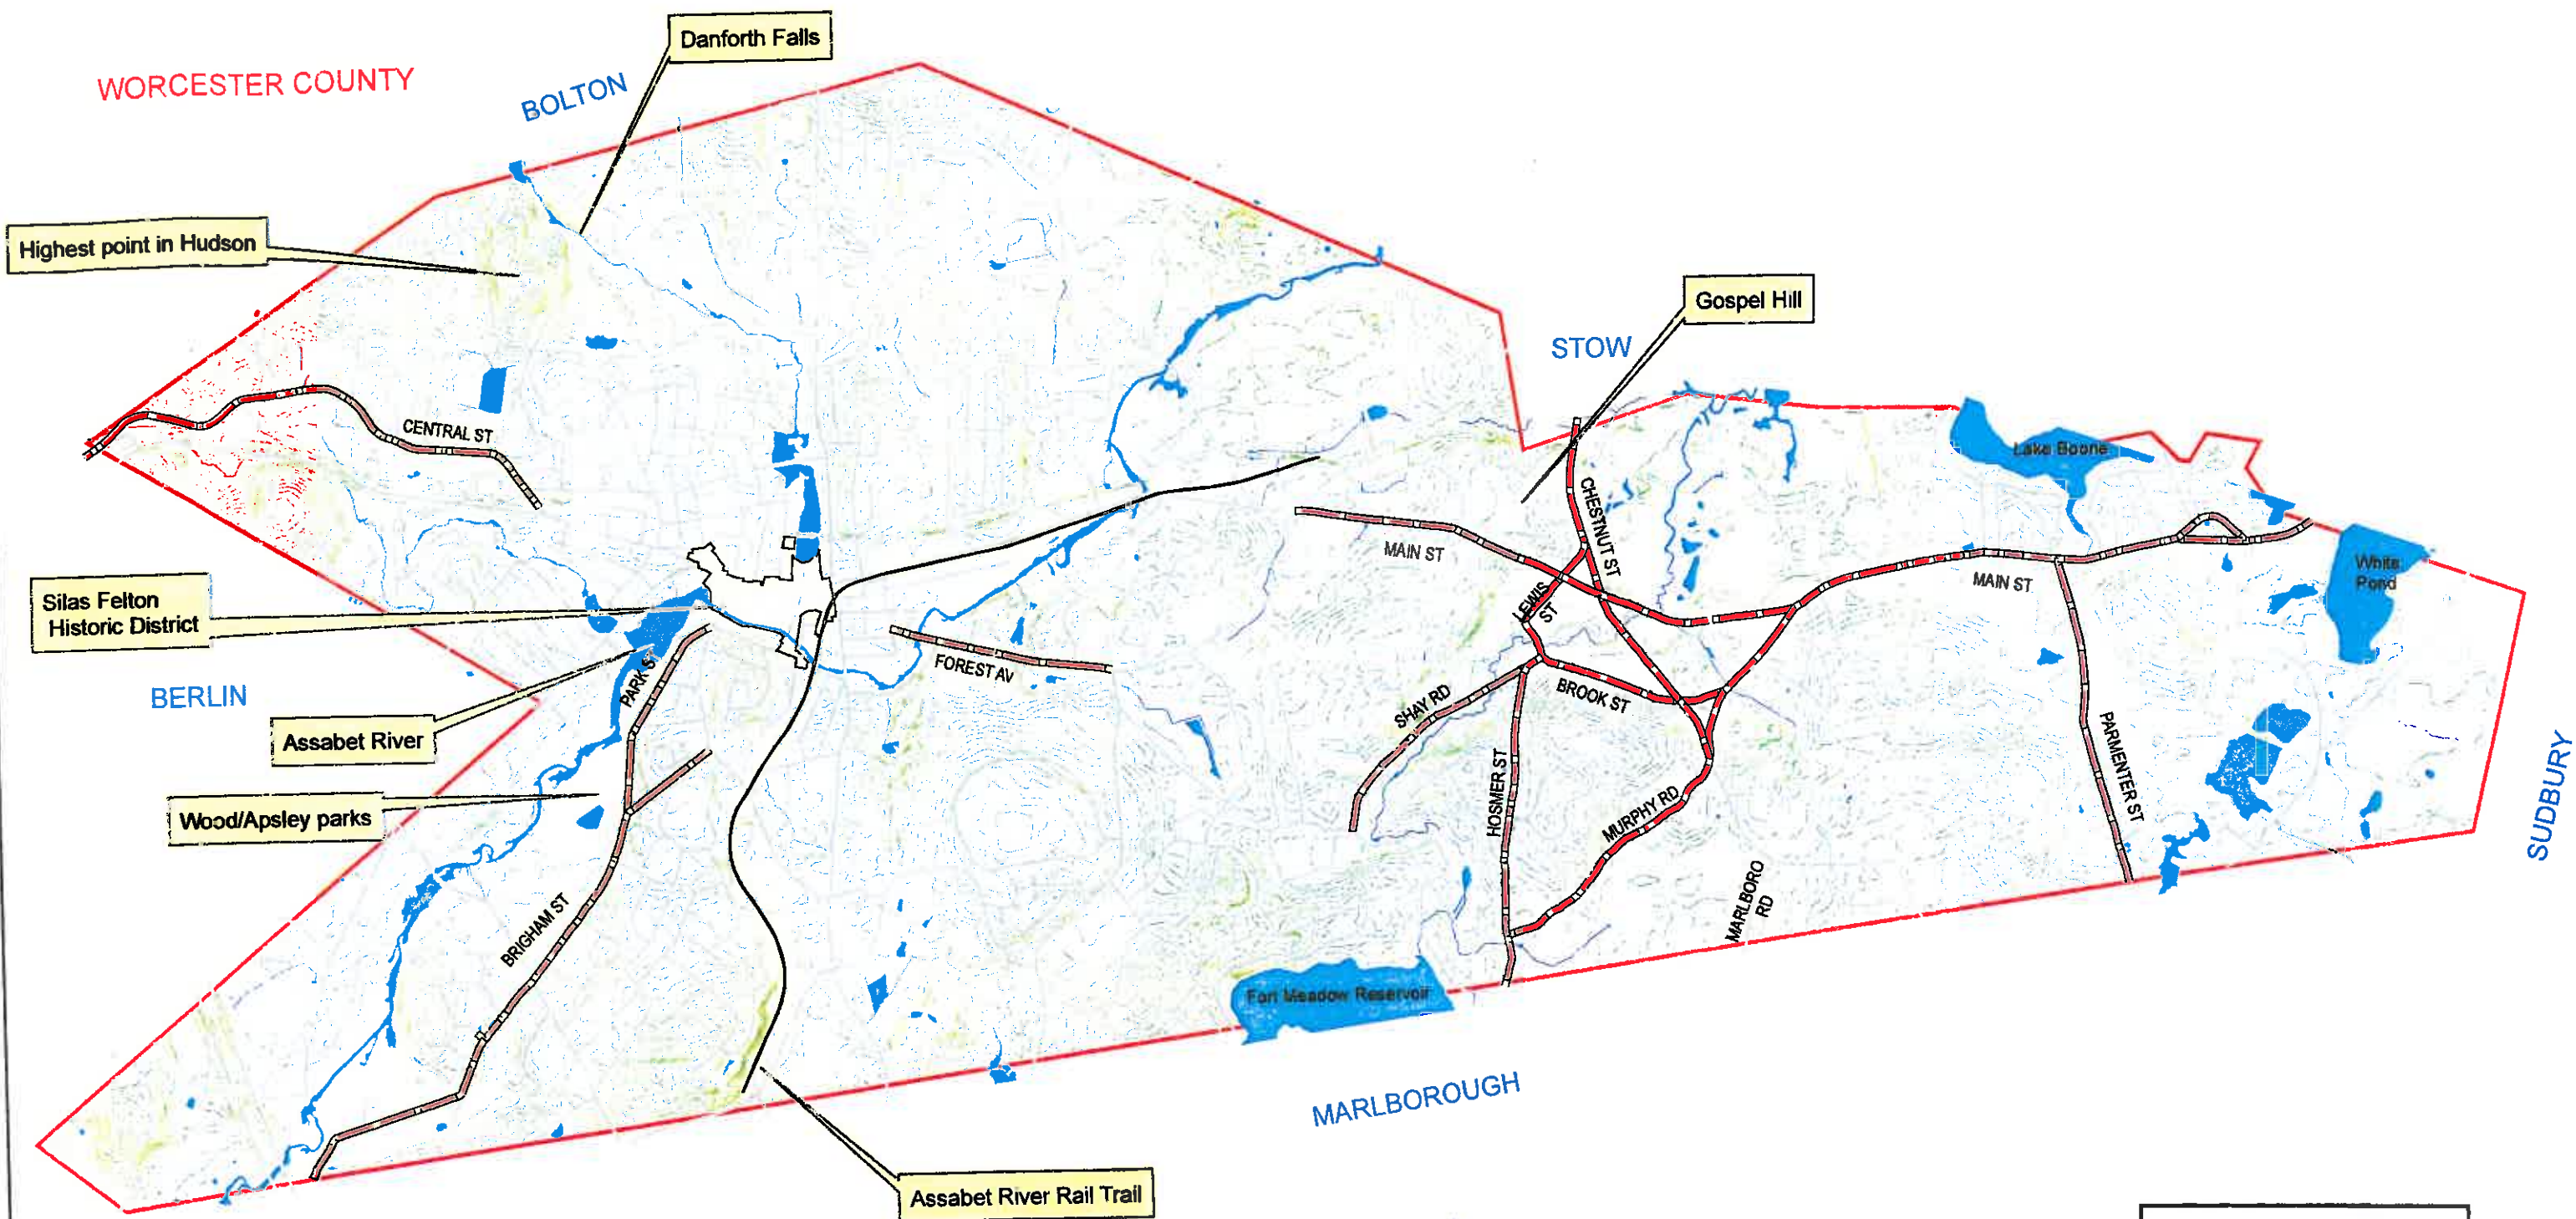 Danforth Falls
WORCESTER COUNTY
BOLTON
Highest point in Hudson
Gospel Hill
STOW
CENTRAL ST
Lake Boone
CHESTNUT ST
MAIN ST
White
Pond
MAIN ST
Silas Felton
Historic District
LEWIS
ST
FOREST AV
PARK ST
BERLIN
SHAY RD
BROOK ST
Assabet River
PARMENTER ST
SUDBURY
HOSMER ST
Wood/Apsley parks
MURPHY RD
MARLBORO
RD
BRIGHAM ST
Fort Meadow Reservoir
MARLBOROUGH
Assabet River Rail Trail